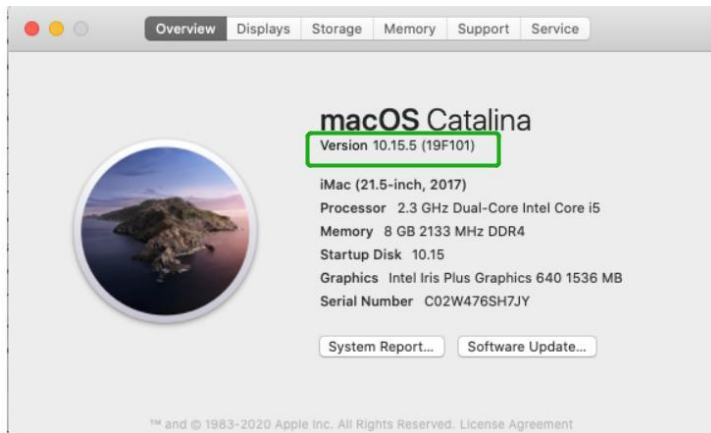 Overview Displays Storage Memory Support Service
macOS Catalina
Version 10.15.5 (19F101)
iMac (21.5-inch, 2017)
Processor 2.3 GHz Dual-Core Intel Core i5
Memory 8 GB 2133 MHz DDR4
Startup Disk 10.15
Graphics Intel Iris Plus Graphics 640 1536 MB
Serial Number C02W476SH7JY
System Report... Software Update...
™ and © 1983-2020 Apple Inc. All Rights Reserved. License Agreement